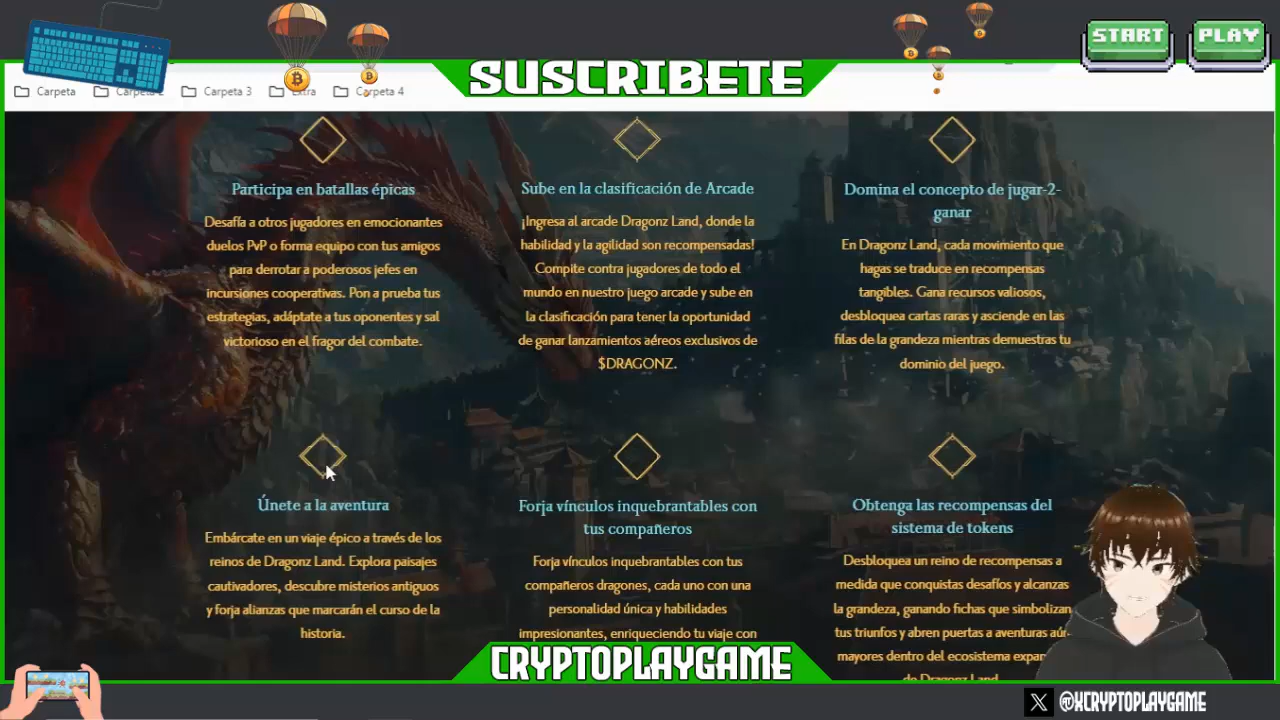 START PLAY
SUSCRIBETE
Carpeta
Carpeta 3
Extra
Carpeta 4
Participa en batallas épicas
Desafía a otros jugadores en emocionantes
duelos PvP o forma equipo con tus amigos
para derrotar a poderosos jefes en
incursiones cooperativas. Pon a prueba tus
estrategias, adáptate a tus oponentes y sal
victorioso en el fragor del combate.
Sube en la clasificación de Arcade
¡Ingresa al arcade Dragonz Land, donde la
habilidad y la agilidad son recompensadas!
Compite contra jugadores de todo el
mundo en nuestro juego arcade y sube en
la clasificación para tener la oportunidad
de ganar lanzamientos aéreos exclusivos de
$DRAGONZ.
Domina el concepto de jugar-2-
ganar
En Dragonz Land, cada movimiento que
hagas se traduce en recompensas
tangibles. Gana recursos valiosos,
desbloquea cartas raras y asciende en las
filas de la grandeza mientras demuestras tu
dominio del juego.
Únete a la aventura
Embárcate en un viaje épico a través de los
reinos de Dragonz Land. Explora paisajes
cautivadores, descubre misterios antiguos
y forja alianzas que marcarán el curso de la
historia.
Forja vínculos inquebrantables con
tus compañeros
Forja vínculos inquebrantables con tus
compañeros dragones, cada uno con una
personalidad única y habilidades
impresionantes, enriqueciendo tu viaje con
Obtenga las recompensas del
sistema de tokens
Desbloquea un reino de recompensas a
medida que conquistas desafíos y alcanzas
la grandeza, ganando fichas que simbolizan
tus triunfos y abren puertas a aventuras aún
mayores dentro del ecosistema
de Dragonz Land.
CRYPTOPLAYGAME
X @XCRYPTOPLAYGAME